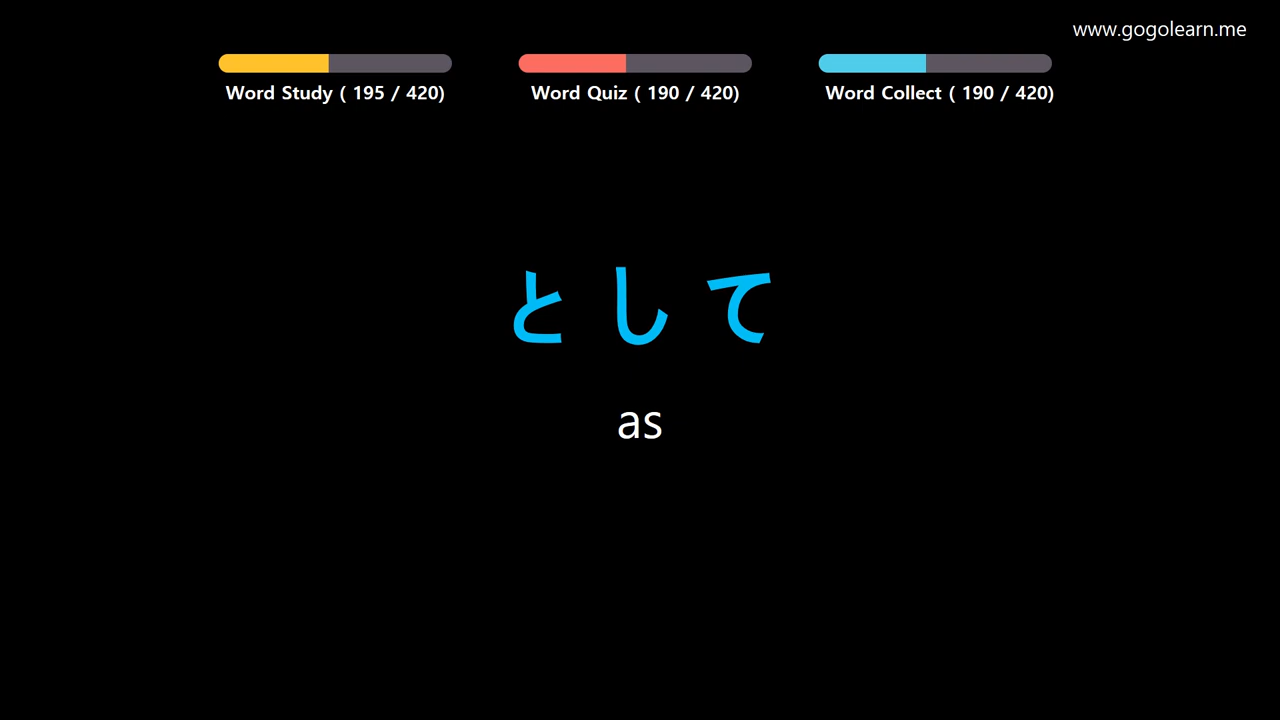 www.gogolearn.me
Word Study ( 195 / 420)
Word Quiz ( 190 / 420)
Word Collect ( 190 / 420)
として
as